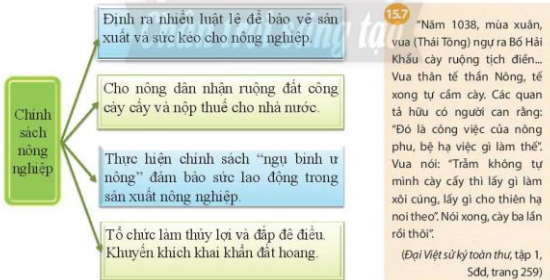 Chính
sách
nông
nghiệp
Định ra nhiều luật lệ để bảo vệ sản
xuất và sức kéo cho nông nghiệp.
Cho nông dân nhận ruộng đất công
cày cấy và nộp thuế cho nhà nước.
Thực hiện chính sách “ngụ binh ư
nông” đảm bảo sức lao động trong
sản xuất nông nghiệp.
Tổ chức làm thủy lợi và đắp đê điều.
Khuyến khích khai khẩn đất hoang.
15.7
"Năm 1038, mùa xuân,
vua (Thái Tông) ngự ra Bố Hải
Khẩu cày ruộng tịch điền...
Vua thân tế thần Nông, tế
xong tự cầm cày. Các quan
tả hữu có người can rằng:
"Đó là công việc của nông
phu, bệ hạ việc gì làm thế".
Vua nói: "Trẫm không tự
mình cày cấy thì lấy gì làm
xôi cúng, lấy gì cho thiên hạ
noi theo". Nói xong, cày ba lần
rồi thôi".
(Đại Việt sử ký toàn thư, tập 1,
Sđd, trang 259)